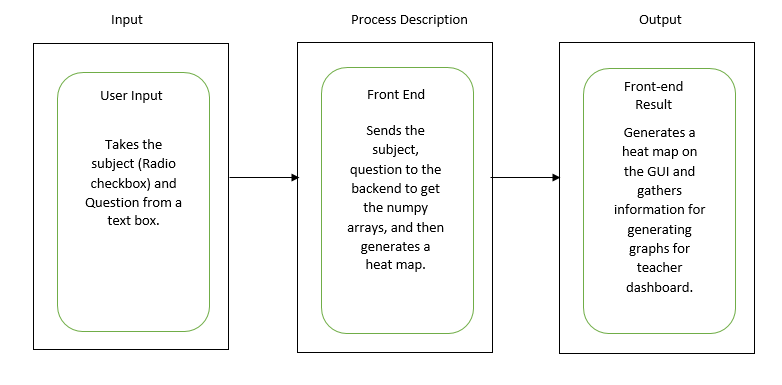 Input
Process Description
Output
User Input
Takes the
subject (Radio
checkbox) and
Question from a
text box.
Front End
Sends the
subject,
question to the
backend to get
the numpy
arrays, and then
generates a
heat map.
Front-end
Result
Generates a
heat map on
the GUI and
gathers
information for
generating
graphs for
teacher
dashboard.